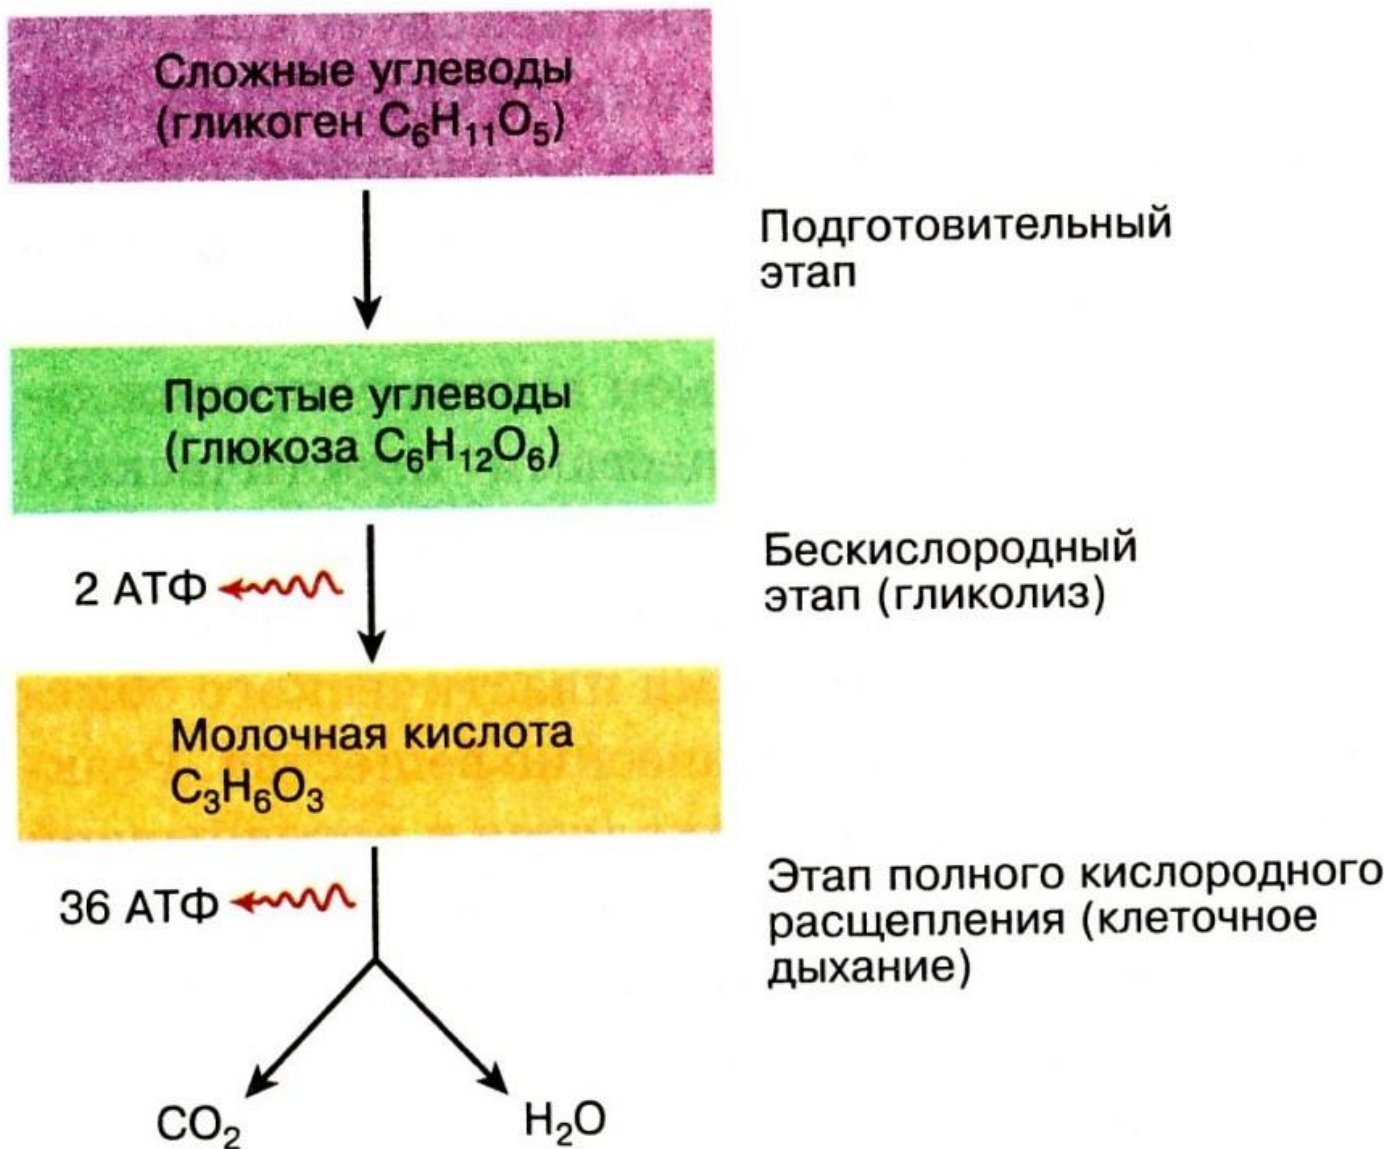 Сложные углеводы
(гликоген C₆H₁₁O₅)
Подготовительный
этап
Простые углеводы
(глюкоза C₆H₁₂O₆)
2 АТФ
Бескислородный
этап (гликолиз)
Молочная кислота
C₃H₆O₃
36 АТФ
Этап полного кислородного
расщепления (клеточное
дыхание)
CO₂
H₂O